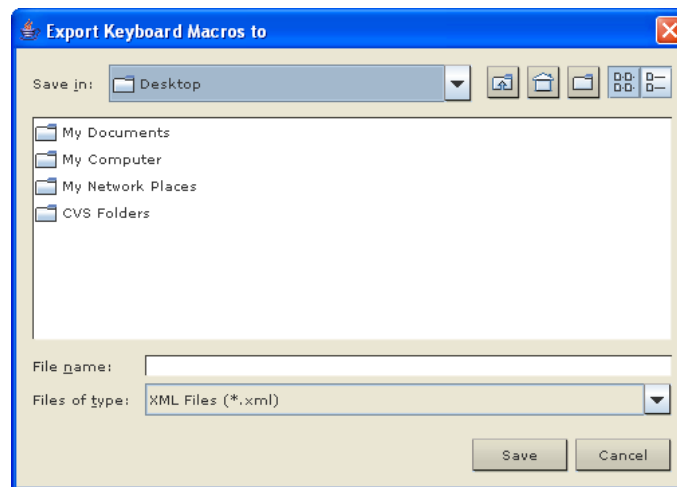 Export Keyboard Macros to
Save in: Desktop
My Documents
My Computer
My Network Places
CVS Folders
File name:
Files of type: XML Files (*.xml)
Save Cancel